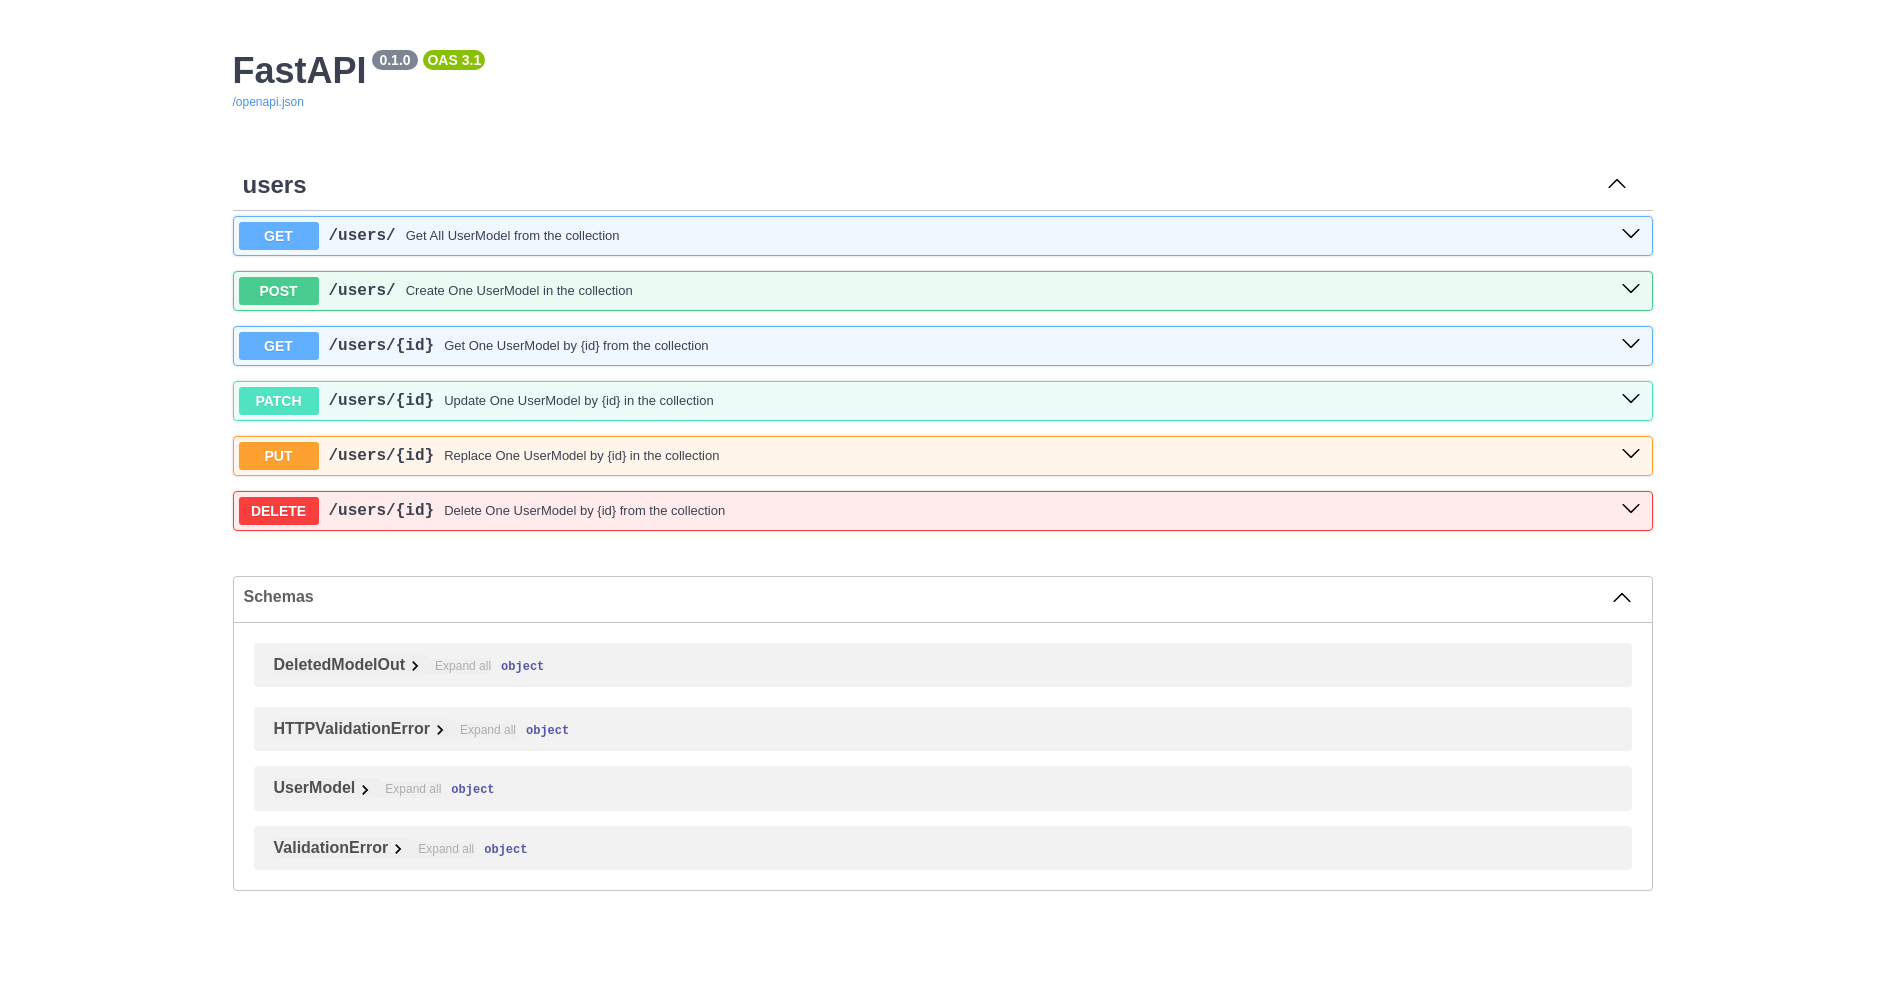 FastAPI 0.1.0 OAS 3.1
/openapi.json
users
GET /users/ Get All UserModel from the collection
POST /users/ Create One UserModel in the collection
GET /users/{id} Get One UserModel by {id} from the collection
PATCH /users/{id} Update One UserModel by {id} in the collection
PUT /users/{id} Replace One UserModel by {id} in the collection
DELETE /users/{id} Delete One UserModel by {id} from the collection
Schemas
DeletedModelOut Expand all object
HTTPValidationError Expand all object
UserModel Expand all object
ValidationError Expand all object